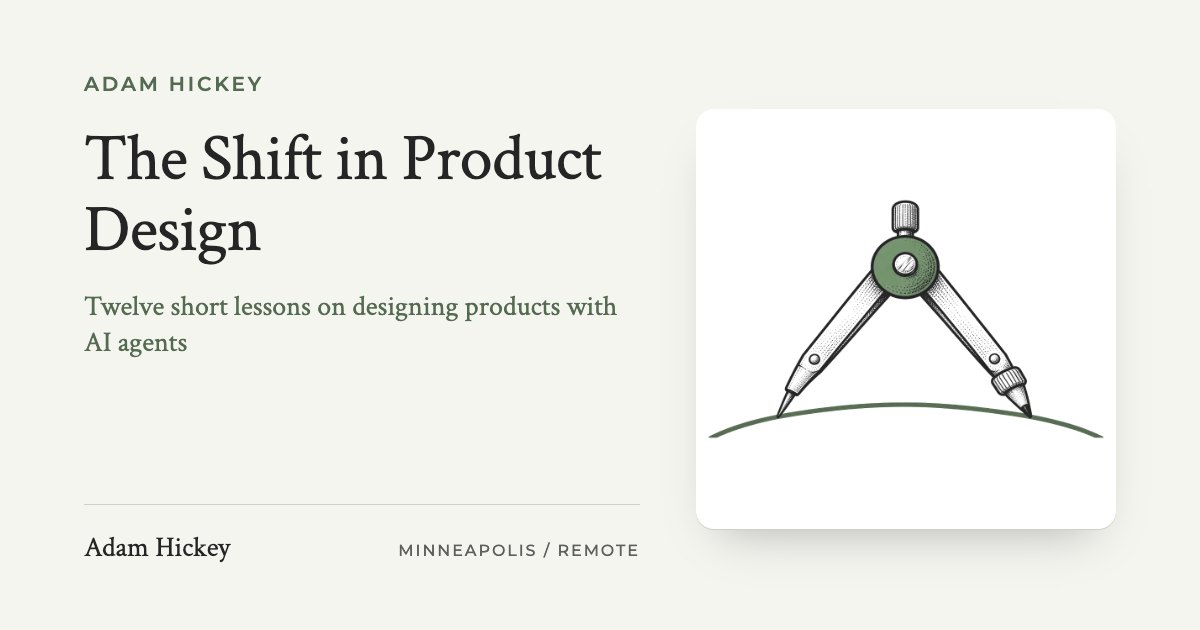 ADAM HICKEY
The Shift in Product
Design
Twelve short lessons on designing products with
AI agents
Adam Hickey
MINNEAPOLIS / REMOTE